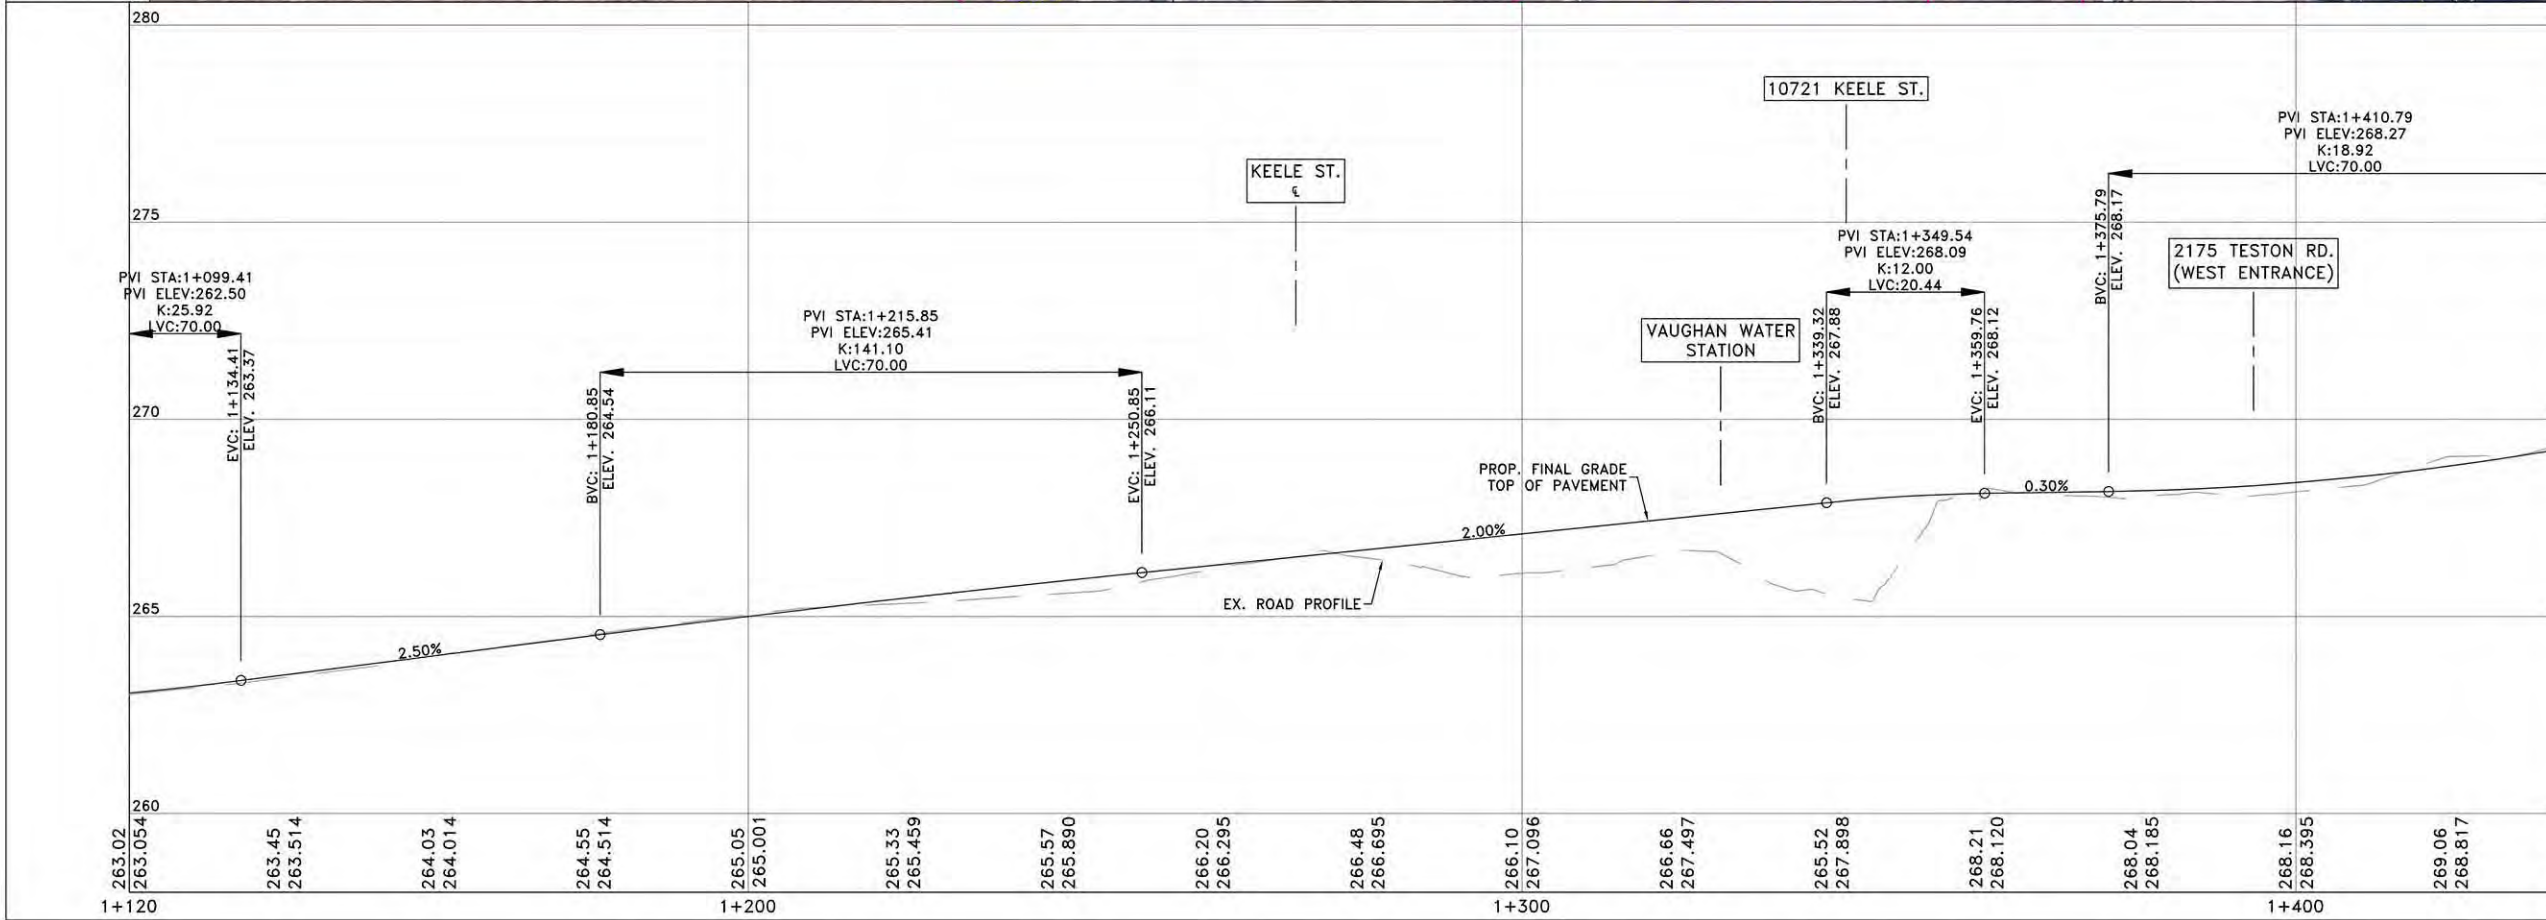 280
275
270
265
260
PVI STA:1+099.41
PVI ELEV:262.50
K:25.92
LVC:70.00
EVC: 1+134.41
ELEV. 263.37
2.50%
BVC: 1+180.85
ELEV. 264.54
PVI STA:1+215.85
PVI ELEV:265.41
K:141.10
LVC:70.00
EVC: 1+250.85
ELEV. 266.11
KEELE ST.
℄
EX. ROAD PROFILE
2.00%
PROP. FINAL GRADE
TOP OF PAVEMENT
VAUGHAN WATER
STATION
10721 KEELE ST.
PVI STA:1+349.54
PVI ELEV:268.09
K:12.00
LVC:20.44
BVC: 1+339.32
ELEV. 267.88
EVC: 1+359.76
ELEV. 268.12
0.30%
BVC: 1+375.79
ELEV. 268.17
PVI STA:1+410.79
PVI ELEV:268.27
K:18.92
LVC:70.00
2175 TESTON RD.
(WEST ENTRANCE)
263.02
263.054
263.45
263.514
264.03
264.014
264.55
264.514
265.05
265.001
265.33
265.459
265.57
265.890
266.20
266.295
266.48
266.695
266.10
267.096
266.66
267.497
265.52
267.898
268.21
268.120
268.04
268.185
268.16
268.395
269.06
268.817
1+120
1+200
1+300
1+400